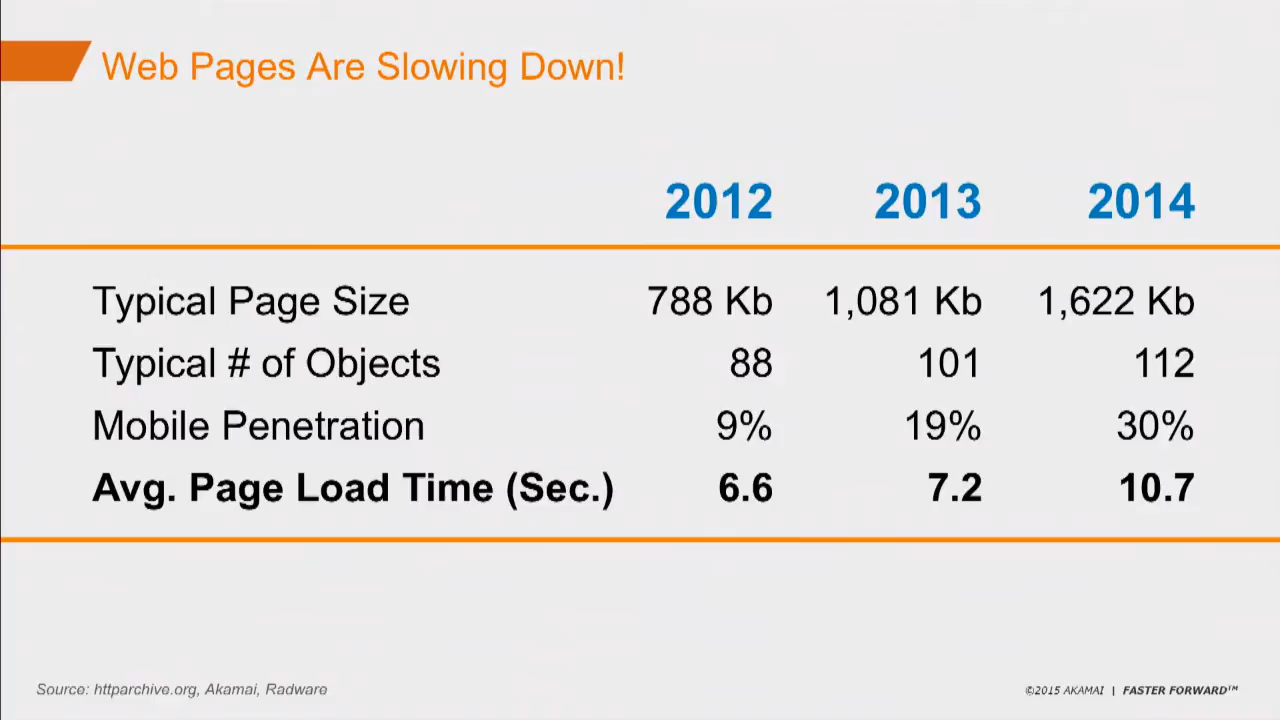 Web Pages Are Slowing Down!
2012 2013 2014
Typical Page Size 788 Kb 1,081 Kb 1,622 Kb
Typical # of Objects 88 101 112
Mobile Penetration 9% 19% 30%
Avg. Page Load Time (Sec.) 6.6 7.2 10.7
Source: httparchive.org, Akamai, Radware
©2015 AKAMAI | FASTER FORWARD™